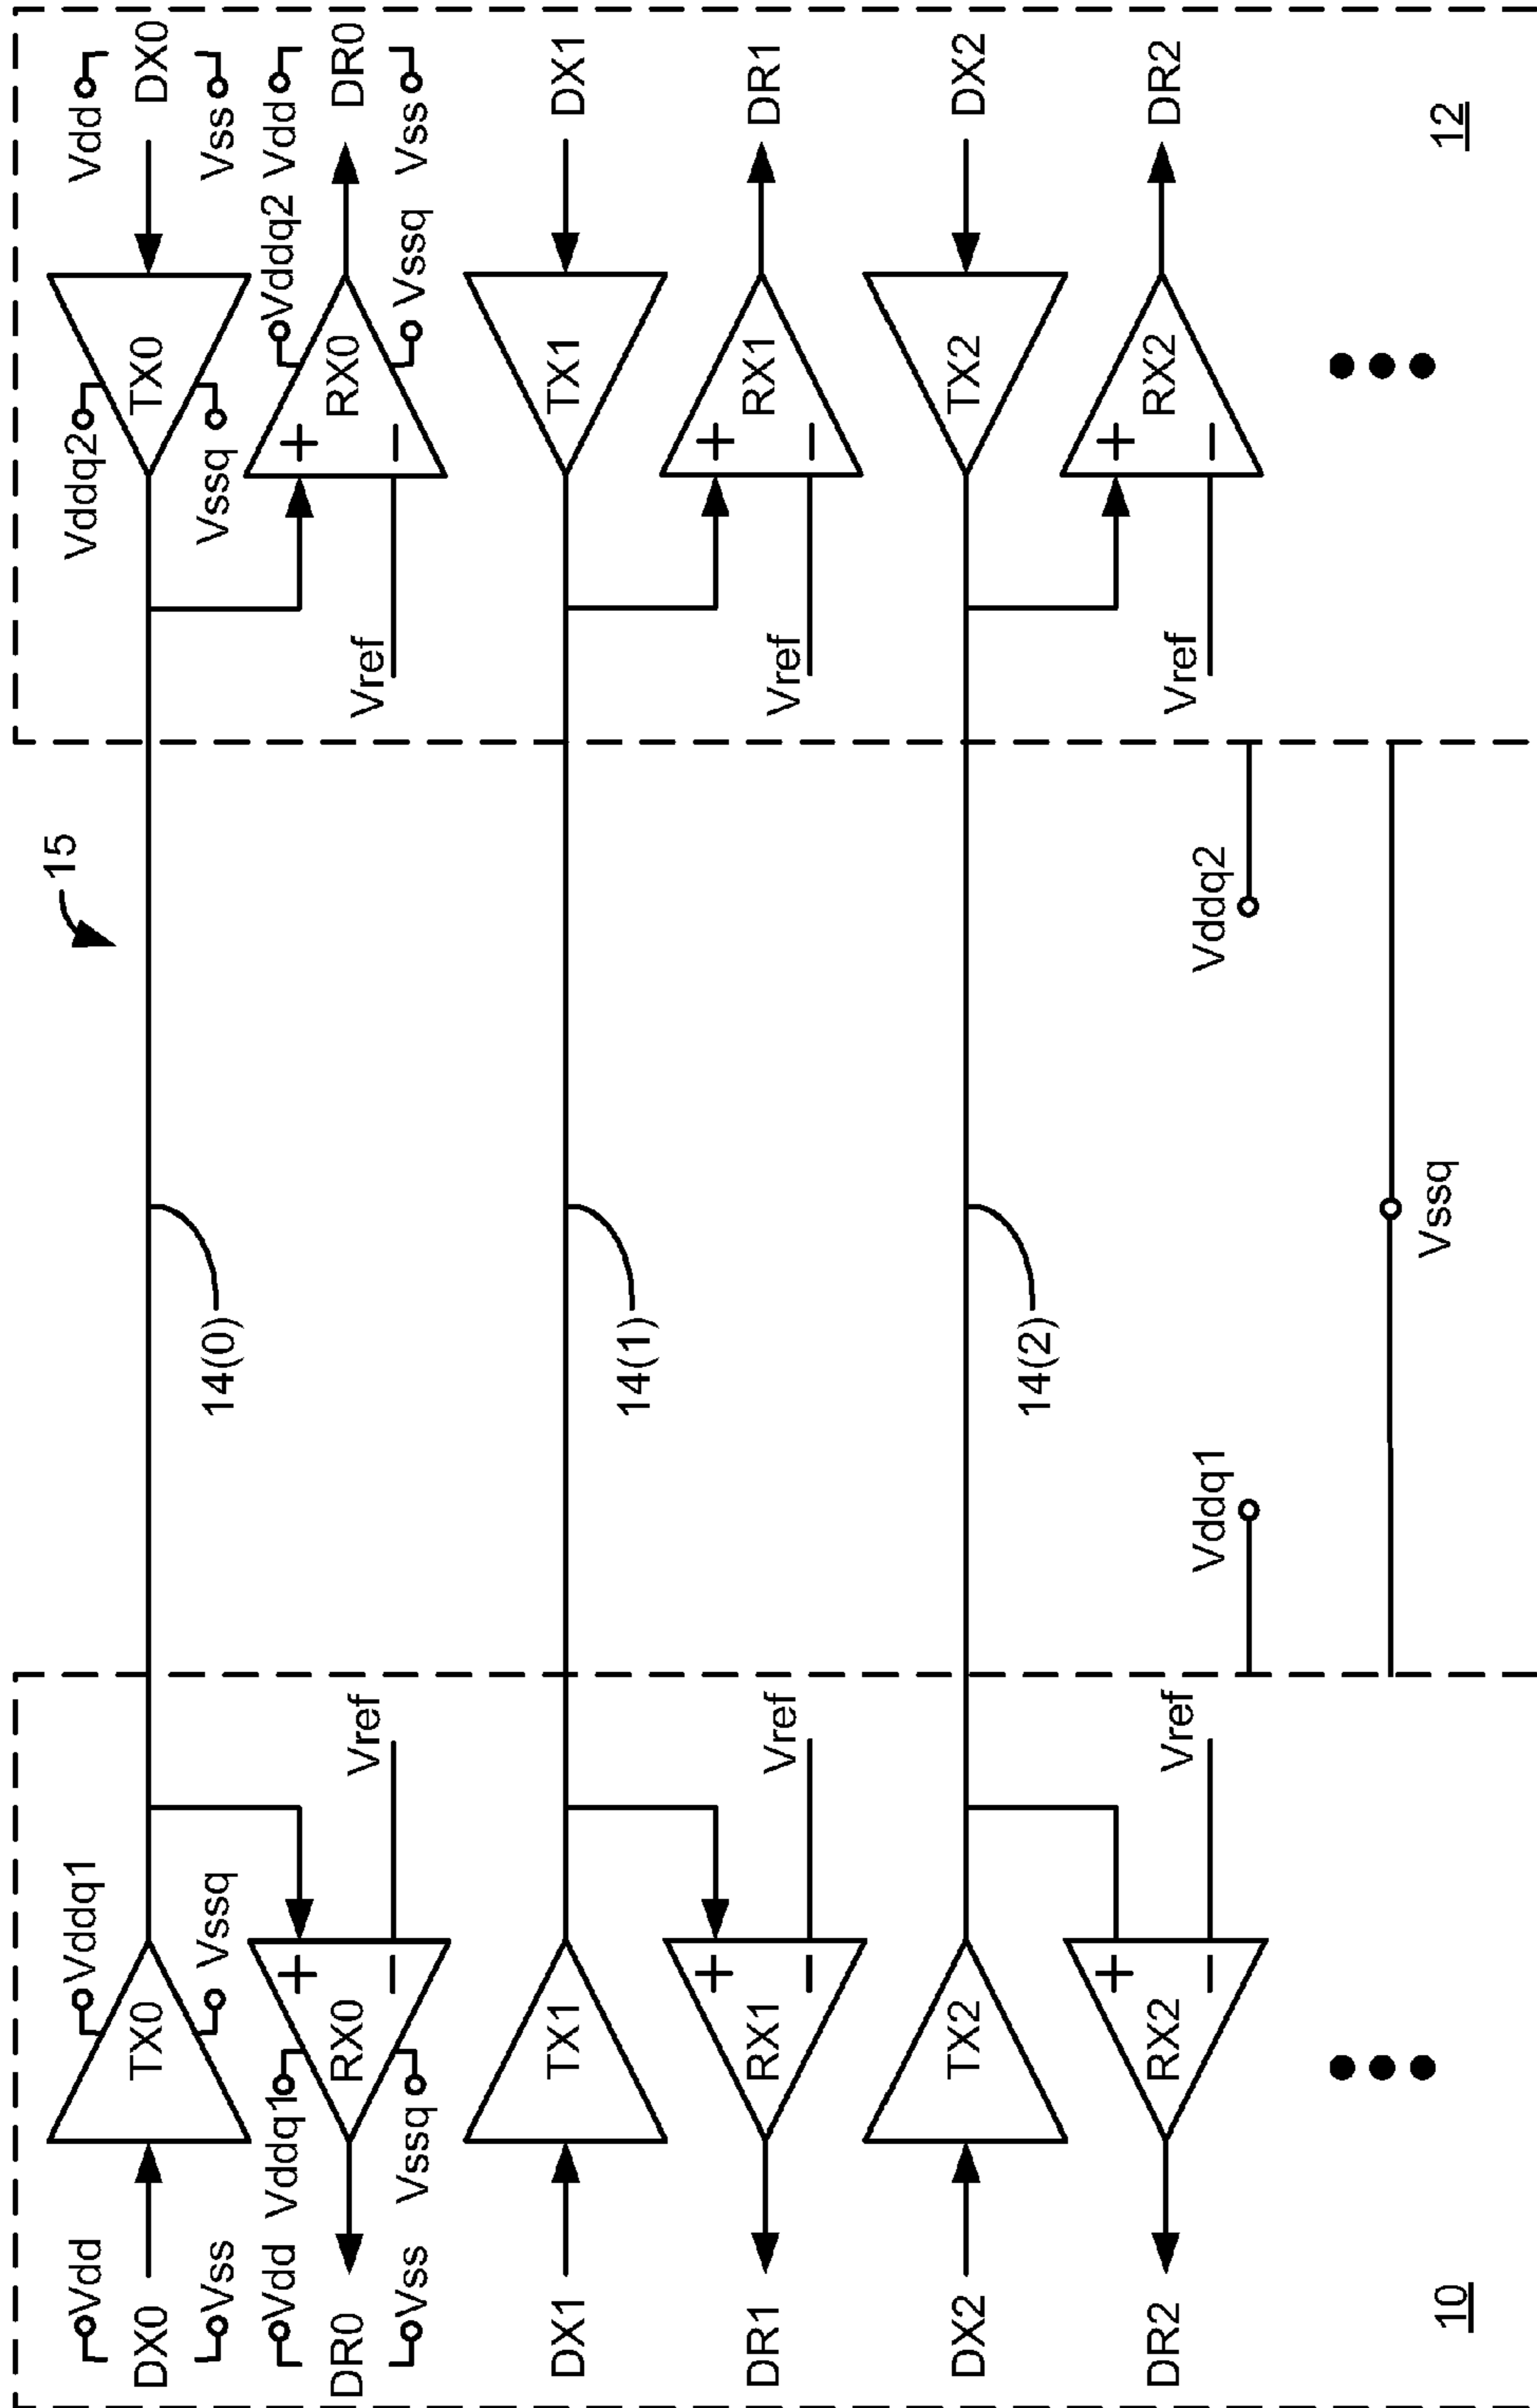 Vdd
DX0
Vss
Vddq1
TX0
Vssq
15
14(0)
Vddq2
TX0
Vssq
Vdd
DX0
Vss
Vdd
DR0
Vss
Vddq1
RX0
Vssq
+
−
Vref
Vref
+
−
Vddq2
RX0
Vssq
Vdd
DR0
Vss
DX1
TX1
14(1)
TX1
DX1
DR1
RX1
+
−
Vref
Vref
+
−
RX1
DR1
DX2
TX2
14(2)
TX2
DX2
DR2
RX2
+
−
Vref
Vref
+
−
RX2
DR2
Vddq1
Vddq2
Vssq
10
12